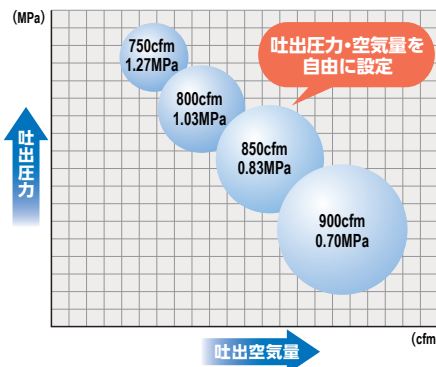 (MPa)
750cfm
1.27MPa
吐出圧力・空気量を
自由に設定
800cfm
1.03MPa
850cfm
0.83MPa
吐出圧力
900cfm
0.70MPa
吐出空気量
(cfm